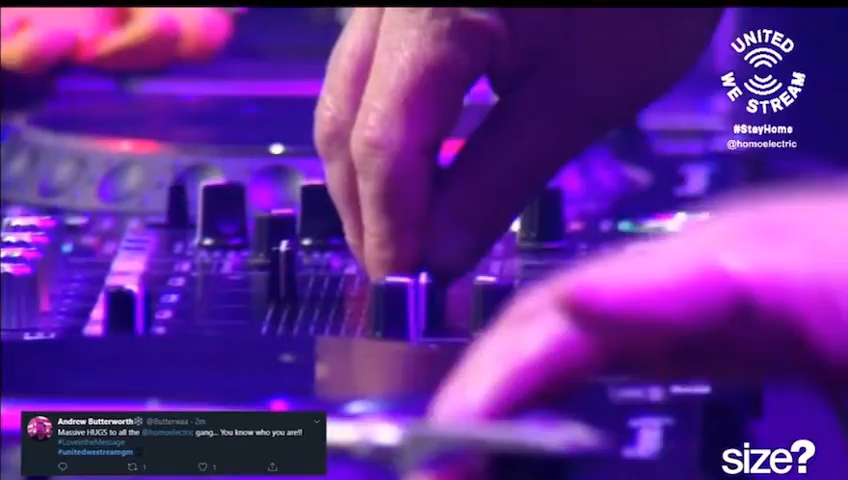 UNITED
WE STREAM
#StayHome
@homoelectric
Andrew Butterworth❄ @Butterwea · 2m
Massive HUGS to all the @homoelectric gang... You know who you are!!
#LoveistheMessage
#unitedwestreamgm
1
1
size?